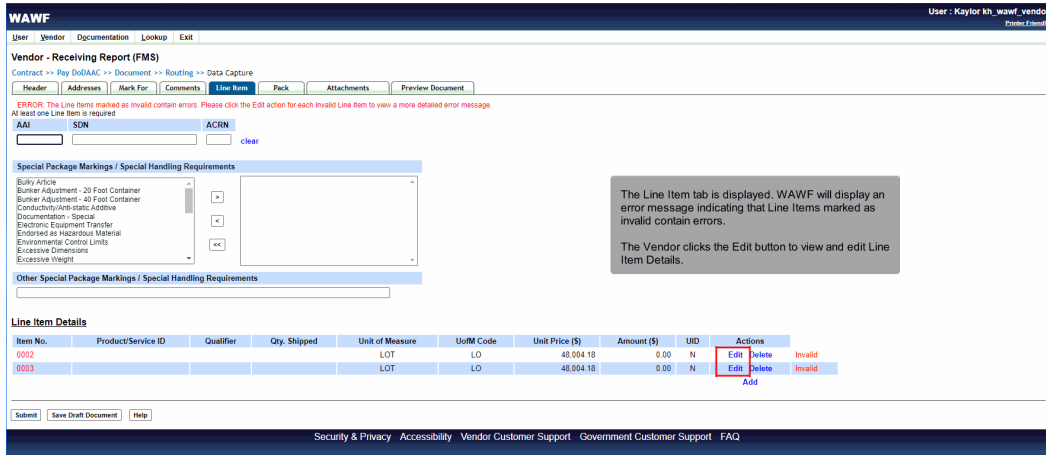 WAWF
User : Kaylor kh_wawf_vendo
Printer Friendl
User Vendor Documentation Lookup Exit
Vendor - Receiving Report (FMS)
Contract >> Pay DoDAAC >> Document >> Routing >> Data Capture
Header Addresses Mark For Comments Line Item Pack Attachments Preview Document
ERROR: The Line Items marked as Invalid contain errors. Please click the Edit action for each Invalid Line Item to view a more detailed error message.
At least one Line Item is required
AAI SDN ACRN
clear
Special Package Markings / Special Handling Requirements
Bulky Article
Bunker Adjustment - 20 Foot Container
Bunker Adjustment - 40 Foot Container
Conductivity/Anti-static Additive
Documentation - Special
Electronic Equipment Transfer
Endorsed as Hazardous Material
Environmental Control Limits
Excessive Dimensions
Excessive Weight
>
<
<<
The Line Item tab is displayed. WAWF will display an
error message indicating that Line Items marked as
invalid contain errors.
The Vendor clicks the Edit button to view and edit Line
Item Details.
Other Special Package Markings / Special Handling Requirements
Line Item Details
Item No. Product/Service ID Qualifier Qty. Shipped Unit of Measure UofM Code Unit Price ($) Amount ($) UID Actions
0002 LOT LO 48,004.18 0.00 N Edit Delete Invalid
0003 LOT LO 48,004.18 0.00 N Edit Delete Invalid
Add
Submit Save Draft Document Help
Security & Privacy Accessibility Vendor Customer Support Government Customer Support FAQ